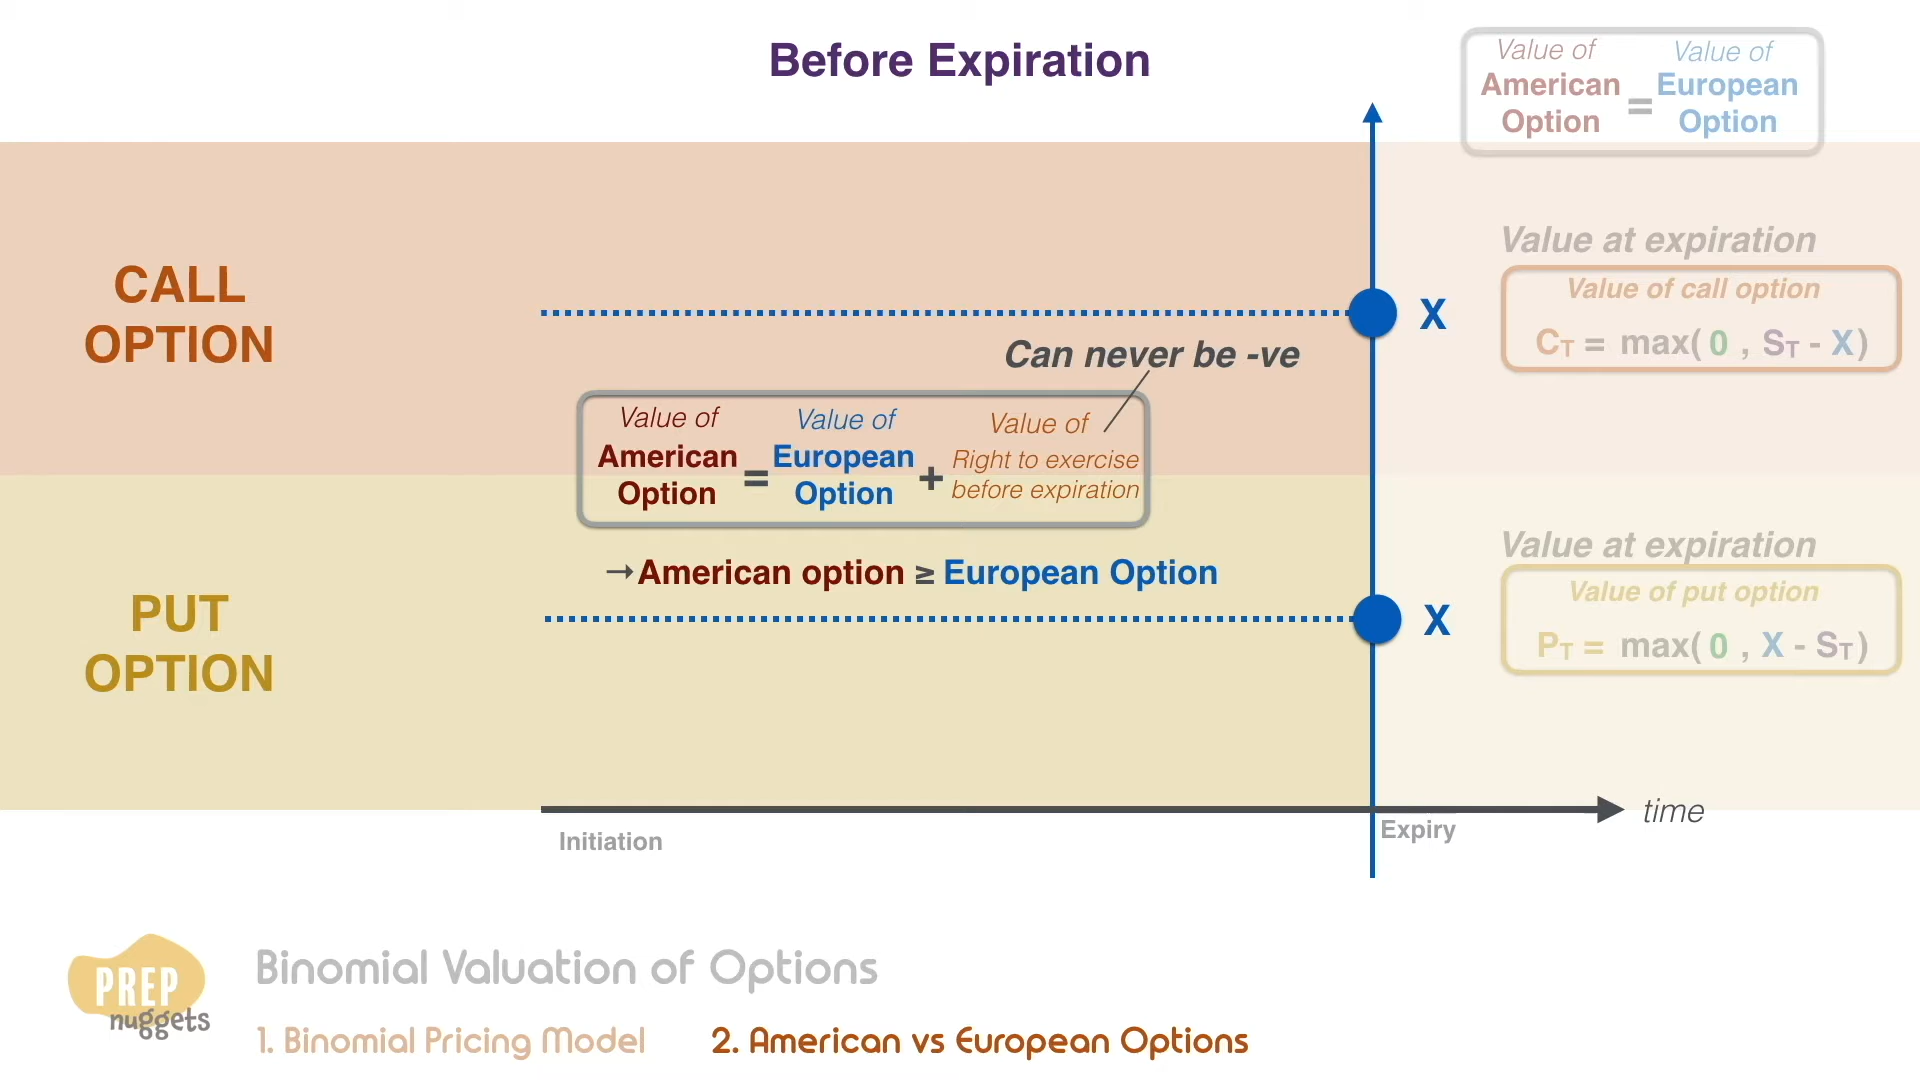 Before Expiration
Value of
American
Option
=
Value of
European
Option
CALL
OPTION
X
Can never be -ve
Value at expiration
Value of call option
CT = max( 0 , ST - X )
Value of
American
Option
=
Value of
European
Option
+
Value of
Right to exercise
before expiration
→American option ≥ European Option
PUT
OPTION
X
Value at expiration
Value of put option
PT = max( 0 , X - ST )
time
Initiation
Expiry
PREP
nuggets
Binomial Valuation of Options
1. Binomial Pricing Model
2. American vs European Options